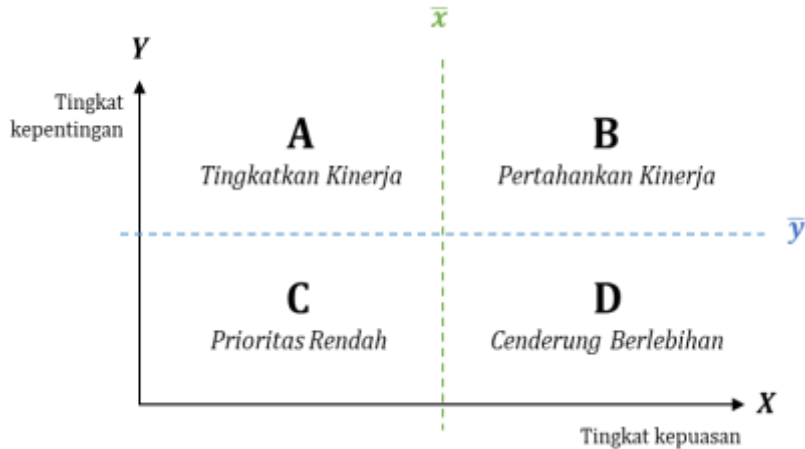 x̅
Y
Tingkat
kepentingan
A
B
Tingkatkan Kinerja
Pertahankan Kinerja
y̅
C
D
Prioritas Rendah
Cenderung Berlebihan
X
Tingkat kepuasan